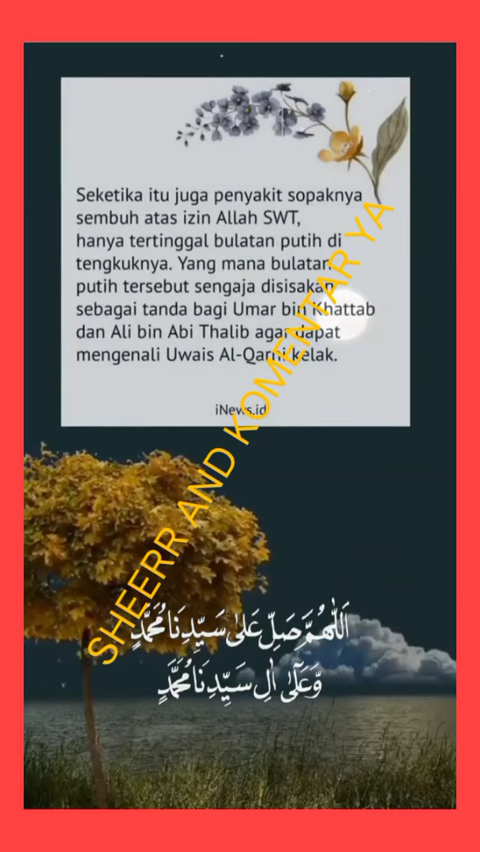 Seketika itu juga penyakit sopaknya
sembuh atas izin Allah SWT,
hanya tertinggal bulatan putih di
tengkuknya. Yang mana bulatan
putih tersebut sengaja disisakan
sebagai tanda bagi Umar bin Khattab
dan Ali bin Abi Thalib agar dapat
mengenali Uwais Al-Qarni kelak.
iNews.id
SHEERR AND KOMENTAR YA
اَللّٰهُمَّ صَلِّ عَلىٰ سَيِّدِنَا مُحَمَّدٍ
وَّعَلىٰٓ اٰلِ سَيِّدِنَا مُحَمَّدٍ